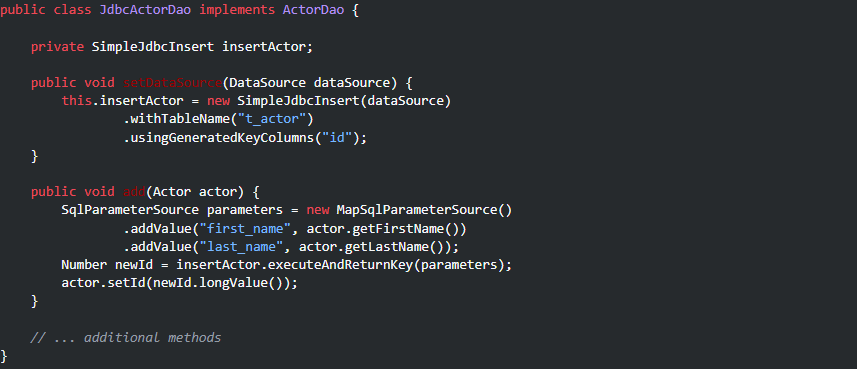 public class JdbcActorDao implements ActorDao {
private SimpleJdbcInsert insertActor;
public void setDataSource(DataSource dataSource) {
this.insertActor = new SimpleJdbcInsert(dataSource)
.withTableName("t_actor")
.usingGeneratedKeyColumns("id");
}
public void add(Actor actor) {
SqlParameterSource parameters = new MapSqlParameterSource()
.addValue("first_name", actor.getFirstName())
.addValue("last_name", actor.getLastName());
Number newId = insertActor.executeAndReturnKey(parameters);
actor.setId(newId.longValue());
}
// ... additional methods
}